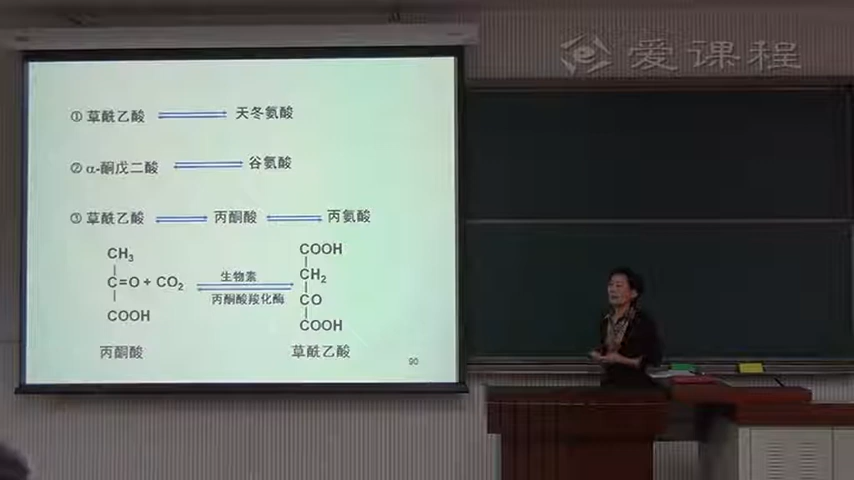 爱课程
①草酰乙酸 天冬氨酸
②α-酮戊二酸 谷氨酸
③草酰乙酸 丙酮酸 丙氨酸
CH₃ COOH
C=O + CO₂ 生物素 CH₂
丙酮酸羧化酶 CO
COOH COOH
丙酮酸 草酰乙酸
90